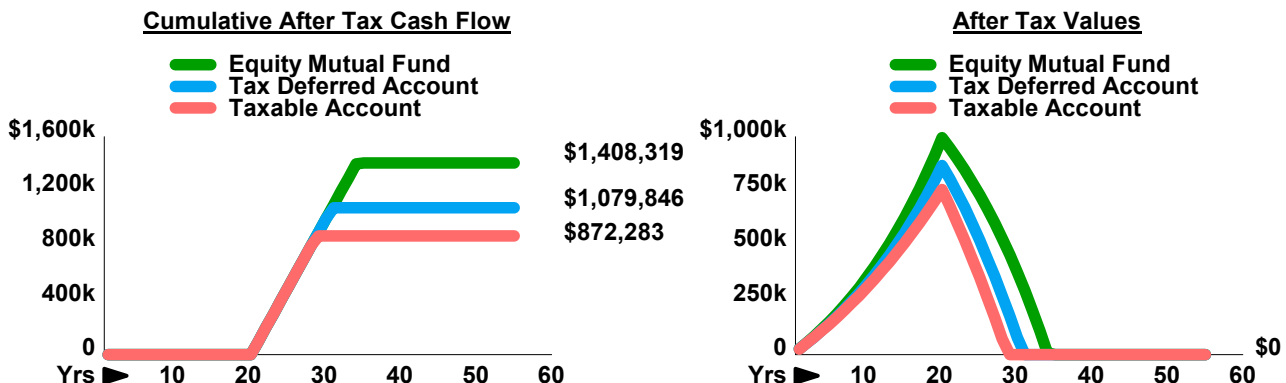 Cumulative After Tax Cash Flow
Equity Mutual Fund
Tax Deferred Account
Taxable Account
$1,600k
1,200k
800k
400k
0
$1,408,319
$1,079,846
$872,283
Yrs 10 20 30 40 50 60
After Tax Values
Equity Mutual Fund
Tax Deferred Account
Taxable Account
$1,000k
750k
500k
250k
0
$0
Yrs 10 20 30 40 50 60